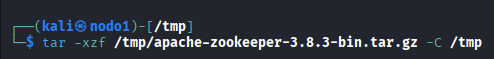 ┌──(kali㉿nodo1)-[/tmp]
└─$ tar -xzf /tmp/apache-zookeeper-3.8.3-bin.tar.gz -C /tmp